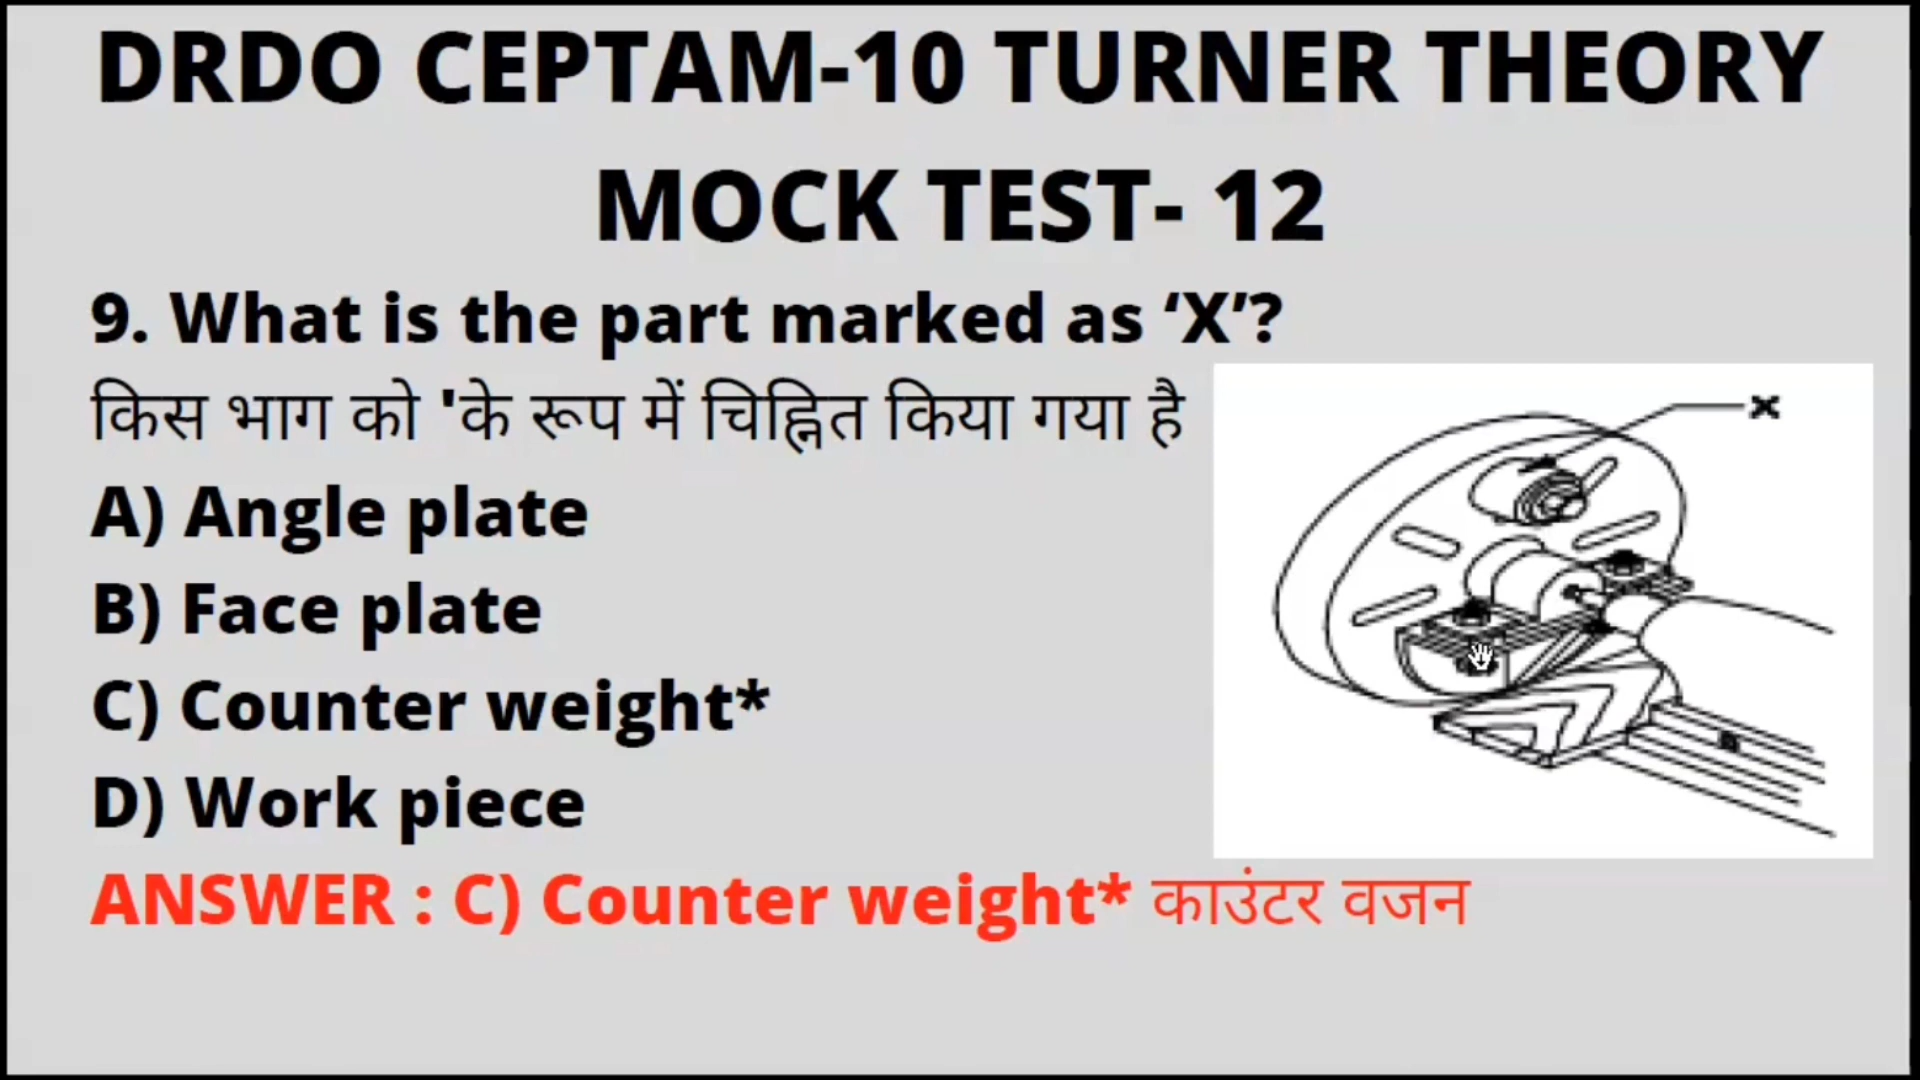 DRDO CEPTAM-10 TURNER THEORY
MOCK TEST- 12
9. What is the part marked as ‘X’?
किस भाग को 'के रूप में चिह्नित किया गया है
X
A) Angle plate
B) Face plate
C) Counter weight*
D) Work piece
ANSWER : C) Counter weight* काउंटर वजन